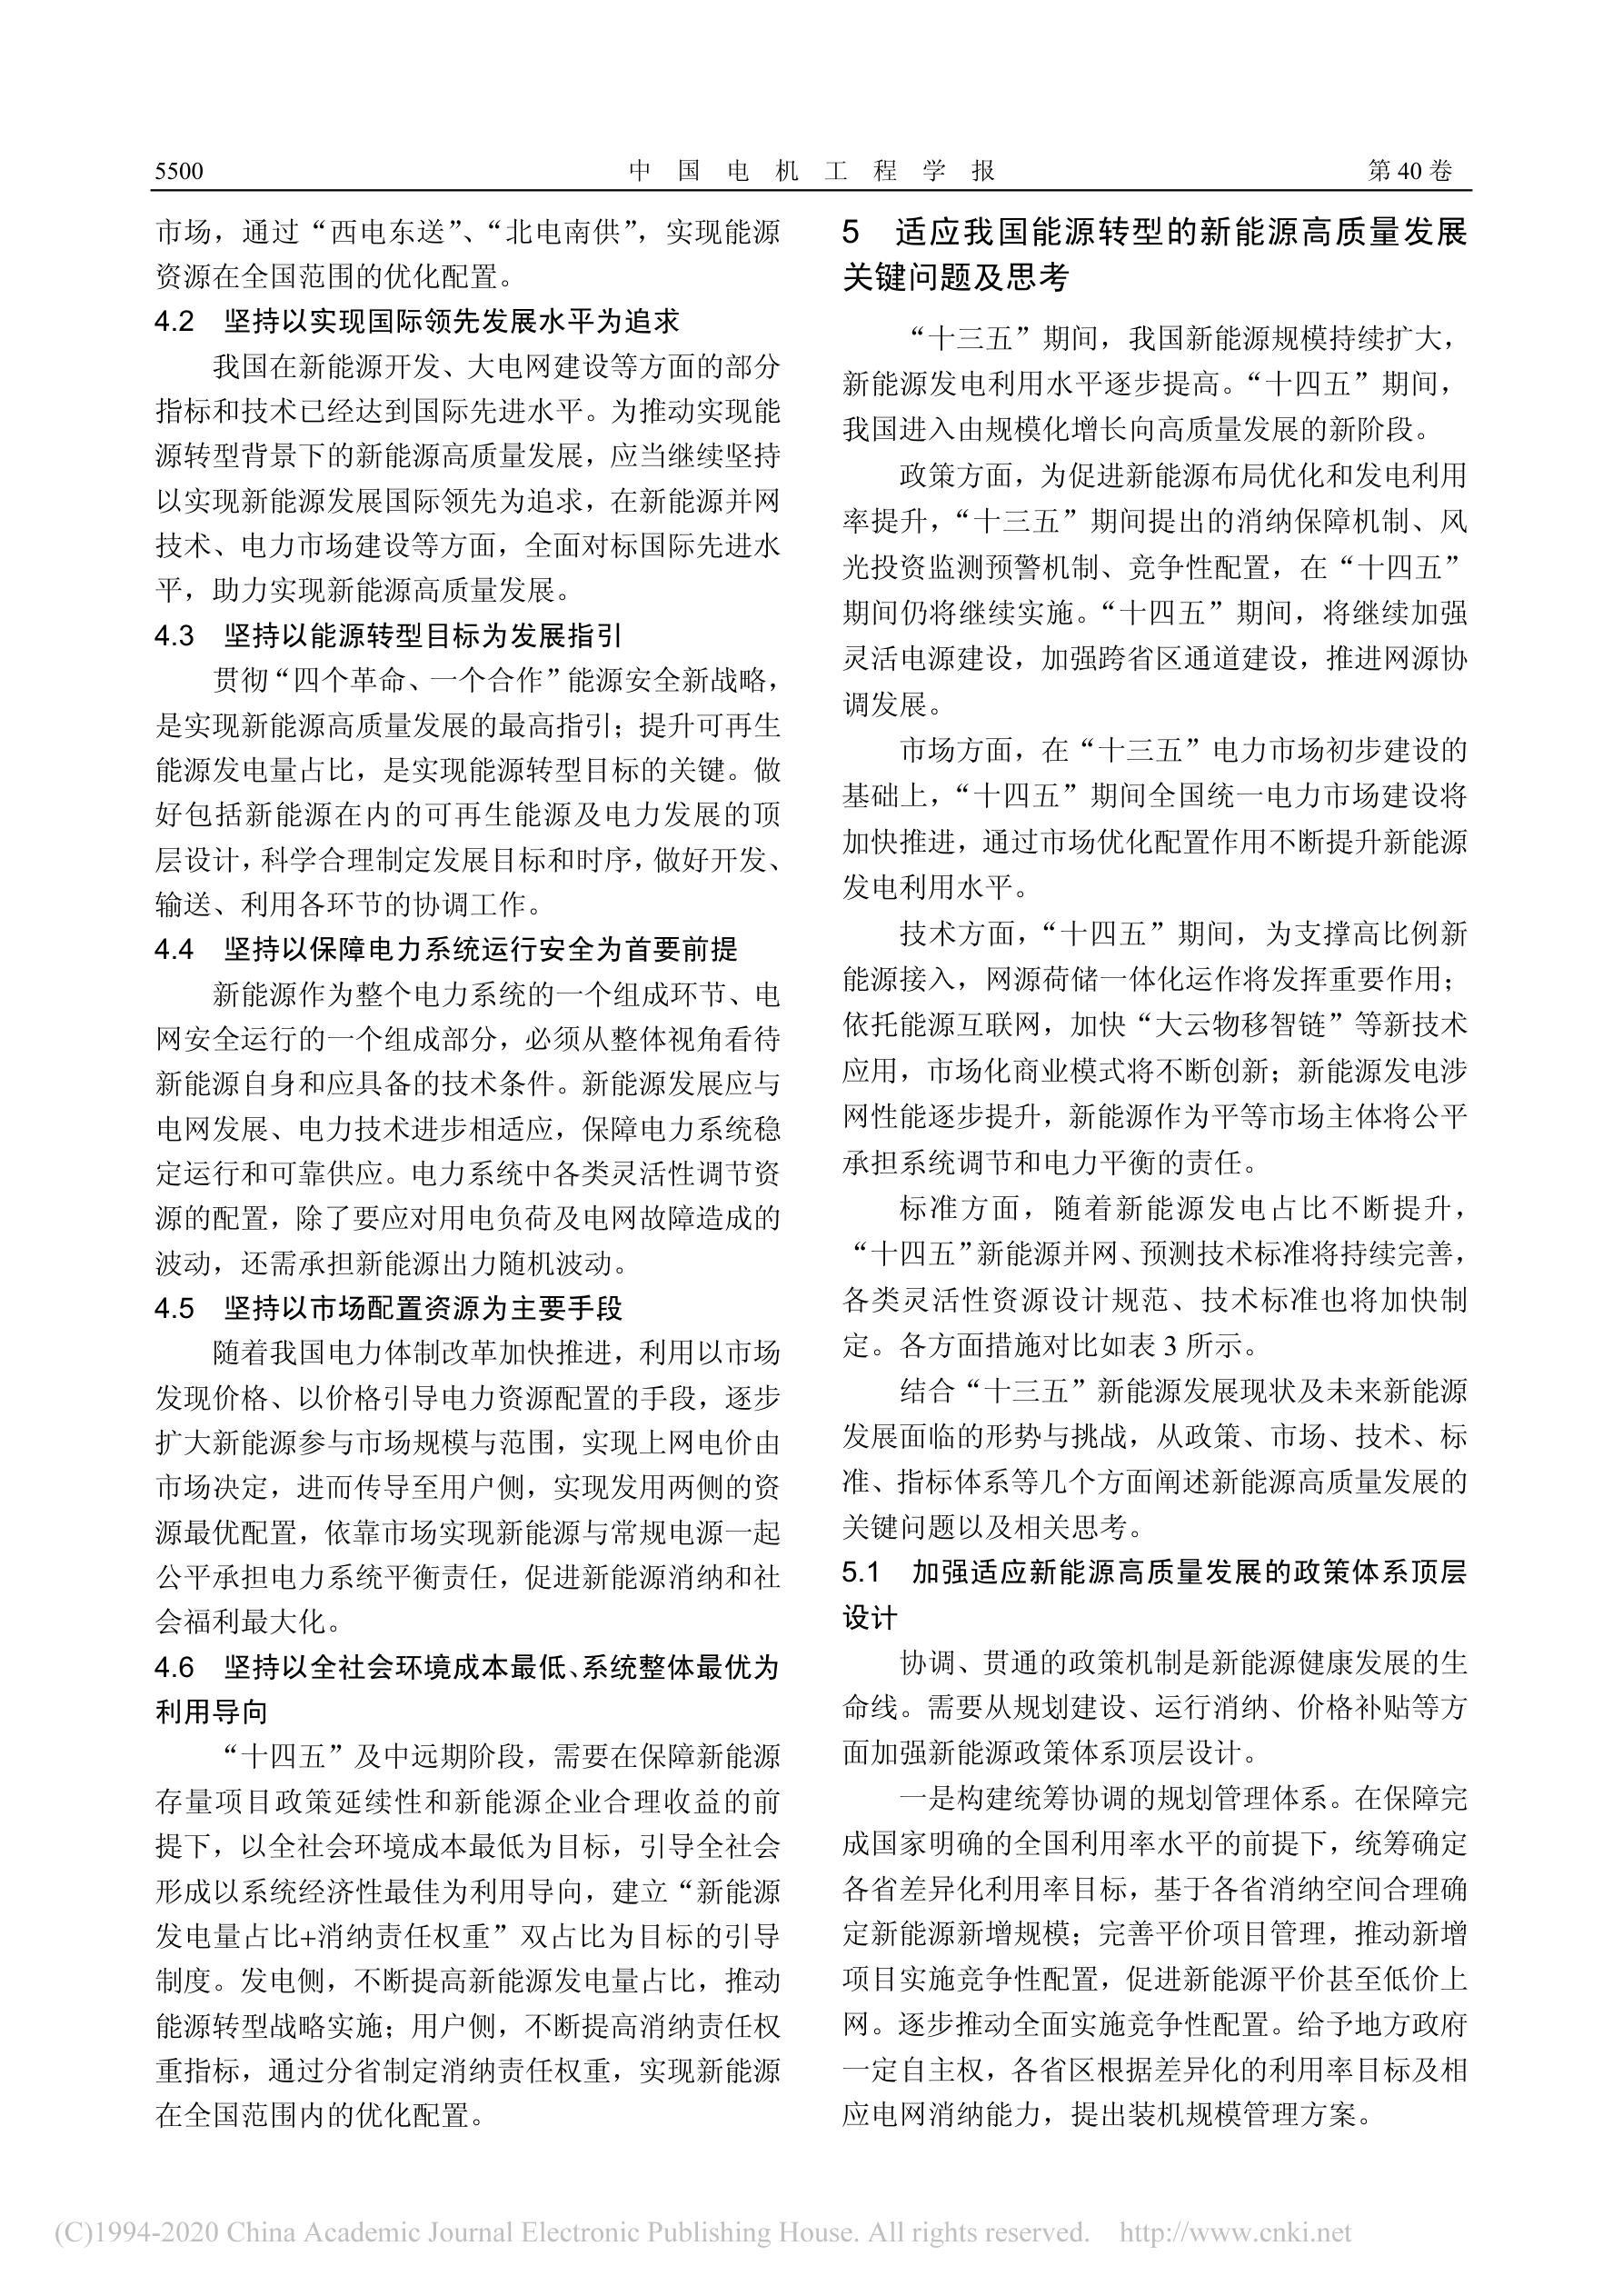 5500
中 国 电 机 工 程 学 报
第 40 卷
市场，通过“西电东送”、“北电南供”，实现能源
资源在全国范围的优化配置。
4.2 坚持以实现国际领先发展水平为追求
我国在新能源开发、大电网建设等方面的部分
指标和技术已经达到国际先进水平。为推动实现能
源转型背景下的新能源高质量发展，应当继续坚持
以实现新能源发展国际领先为追求，在新能源并网
技术、电力市场建设等方面，全面对标国际先进水
平，助力实现新能源高质量发展。
4.3 坚持以能源转型目标为发展指引
贯彻“四个革命、一个合作”能源安全新战略，
是实现新能源高质量发展的最高指引；提升可再生
能源发电量占比，是实现能源转型目标的关键。做
好包括新能源在内的可再生能源及电力发展的顶
层设计，科学合理制定发展目标和时序，做好开发、
输送、利用各环节的协调工作。
4.4 坚持以保障电力系统运行安全为首要前提
新能源作为整个电力系统的一个组成环节、电
网安全运行的一个组成部分，必须从整体视角看待
新能源自身和应具备的技术条件。新能源发展应与
电网发展、电力技术进步相适应，保障电力系统稳
定运行和可靠供应。电力系统中各类灵活性调节资
源的配置，除了要应对用电负荷及电网故障造成的
波动，还需承担新能源出力随机波动。
4.5 坚持以市场配置资源为主要手段
随着我国电力体制改革加快推进，利用以市场
发现价格、以价格引导电力资源配置的手段，逐步
扩大新能源参与市场规模与范围，实现上网电价由
市场决定，进而传导至用户侧，实现发用两侧的资
源最优配置，依靠市场实现新能源与常规电源一起
公平承担电力系统平衡责任，促进新能源消纳和社
会福利最大化。
4.6 坚持以全社会环境成本最低、系统整体最优为
利用导向
“十四五”及中远期阶段，需要在保障新能源
存量项目政策延续性和新能源企业合理收益的前
提下，以全社会环境成本最低为目标，引导全社会
形成以系统经济性最佳为利用导向，建立“新能源
发电量占比+消纳责任权重”双占比为目标的引导
制度。发电侧，不断提高新能源发电量占比，推动
能源转型战略实施；用户侧，不断提高消纳责任权
重指标，通过分省制定消纳责任权重，实现新能源
在全国范围内的优化配置。
5 适应我国能源转型的新能源高质量发展
关键问题及思考
“十三五”期间，我国新能源规模持续扩大，
新能源发电利用水平逐步提高。“十四五”期间，
我国进入由规模化增长向高质量发展的新阶段。
政策方面，为促进新能源布局优化和发电利用
率提升，“十三五”期间提出的消纳保障机制、风
光投资监测预警机制、竞争性配置，在“十四五”
期间仍将继续实施。“十四五”期间，将继续加强
灵活电源建设，加强跨省区通道建设，推进网源协
调发展。
市场方面，在“十三五”电力市场初步建设的
基础上，“十四五”期间全国统一电力市场建设将
加快推进，通过市场优化配置作用不断提升新能源
发电利用水平。
技术方面，“十四五”期间，为支撑高比例新
能源接入，网源荷储一体化运作将发挥重要作用；
依托能源互联网，加快“大云物移智链”等新技术
应用，市场化商业模式将不断创新；新能源发电涉
网性能逐步提升，新能源作为平等市场主体将公平
承担系统调节和电力平衡的责任。
标准方面，随着新能源发电占比不断提升，
“十四五”新能源并网、预测技术标准将持续完善，
各类灵活性资源设计规范、技术标准也将加快制
定。各方面措施对比如表 3 所示。
结合“十三五”新能源发展现状及未来新能源
发展面临的形势与挑战，从政策、市场、技术、标
准、指标体系等几个方面阐述新能源高质量发展的
关键问题以及相关思考。
5.1 加强适应新能源高质量发展的政策体系顶层
设计
协调、贯通的政策机制是新能源健康发展的生
命线。需要从规划建设、运行消纳、价格补贴等方
面加强新能源政策体系顶层设计。
一是构建统筹协调的规划管理体系。在保障完
成国家明确的全国利用率水平的前提下，统筹确定
各省差异化利用率目标，基于各省消纳空间合理确
定新能源新增规模；完善平价项目管理，推动新增
项目实施竞争性配置，促进新能源平价甚至低价上
网。逐步推动全面实施竞争性配置。给予地方政府
一定自主权，各省区根据差异化的利用率目标及相
应电网消纳能力，提出装机规模管理方案。
(C)1994-2020 China Academic Journal Electronic Publishing House. All rights reserved. http://www.cnki.net